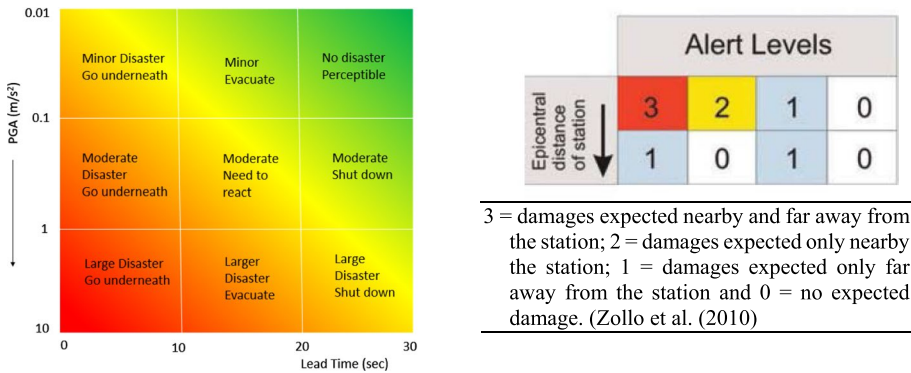 0.01
Minor Disaster
Go underneath
Minor
Evacuate
No disaster
Perceptible
PGA (m/s²)
0.1
Moderate
Disaster
Go underneath
Moderate
Need to
react
Moderate
Shut down
1
Large Disaster
Go underneath
Larger
Disaster
Evacuate
Large
Disaster
Shut down
10
0
10
20
30
Lead Time (sec)
Alert Levels
Epicentral
distance
of station
3 2 1 0
1 0 1 0
3 = damages expected nearby and far away from
the station; 2 = damages expected only nearby
the station; 1 = damages expected only far
away from the station and 0 = no expected
damage. (Zollo et al. (2010)